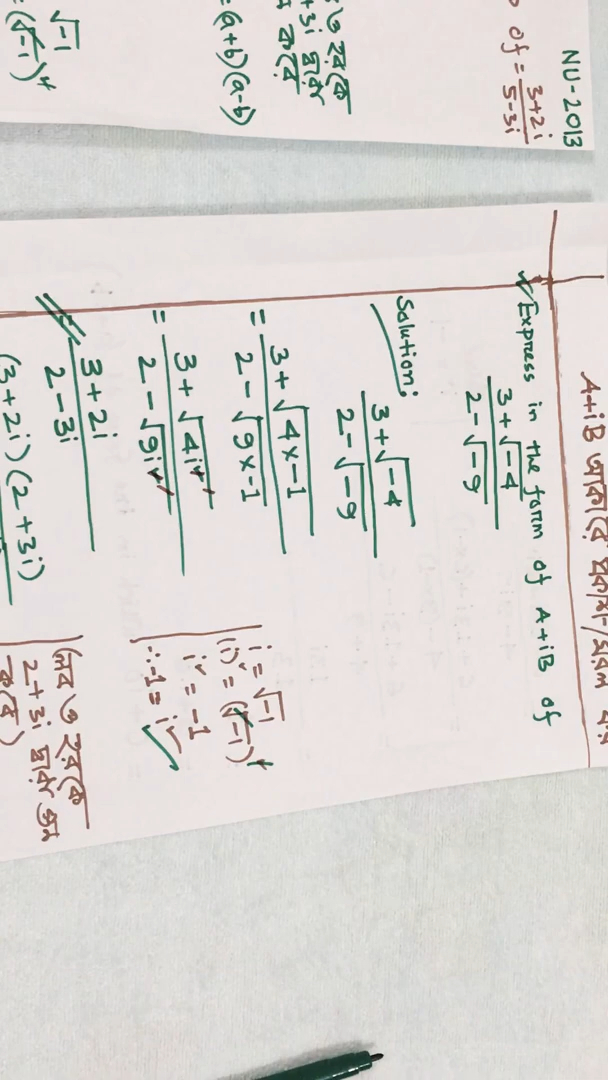 NU-2013
of = 3+2i / 5-3i
ও হরকে
+3i দ্বারা
= (a+b)(a-b)
√-1
= (√-1)²
A+iB আকারে প্রকাশ
Express in the form of A+iB of
3+√-4 / 2-√-9
Solution:
3+√-4 / 2-√-9
= 3+√4×-1 / 2-√9×-1
i = √-1
(i)² = (√-1)²
i² = -1
∴ -1 = i²
= 3+√4i² / 2-√9i²
= 3+2i / 2-3i
(3+2i)(2+3i)
লব ও হরকে
2+3i দ্বারা গুন